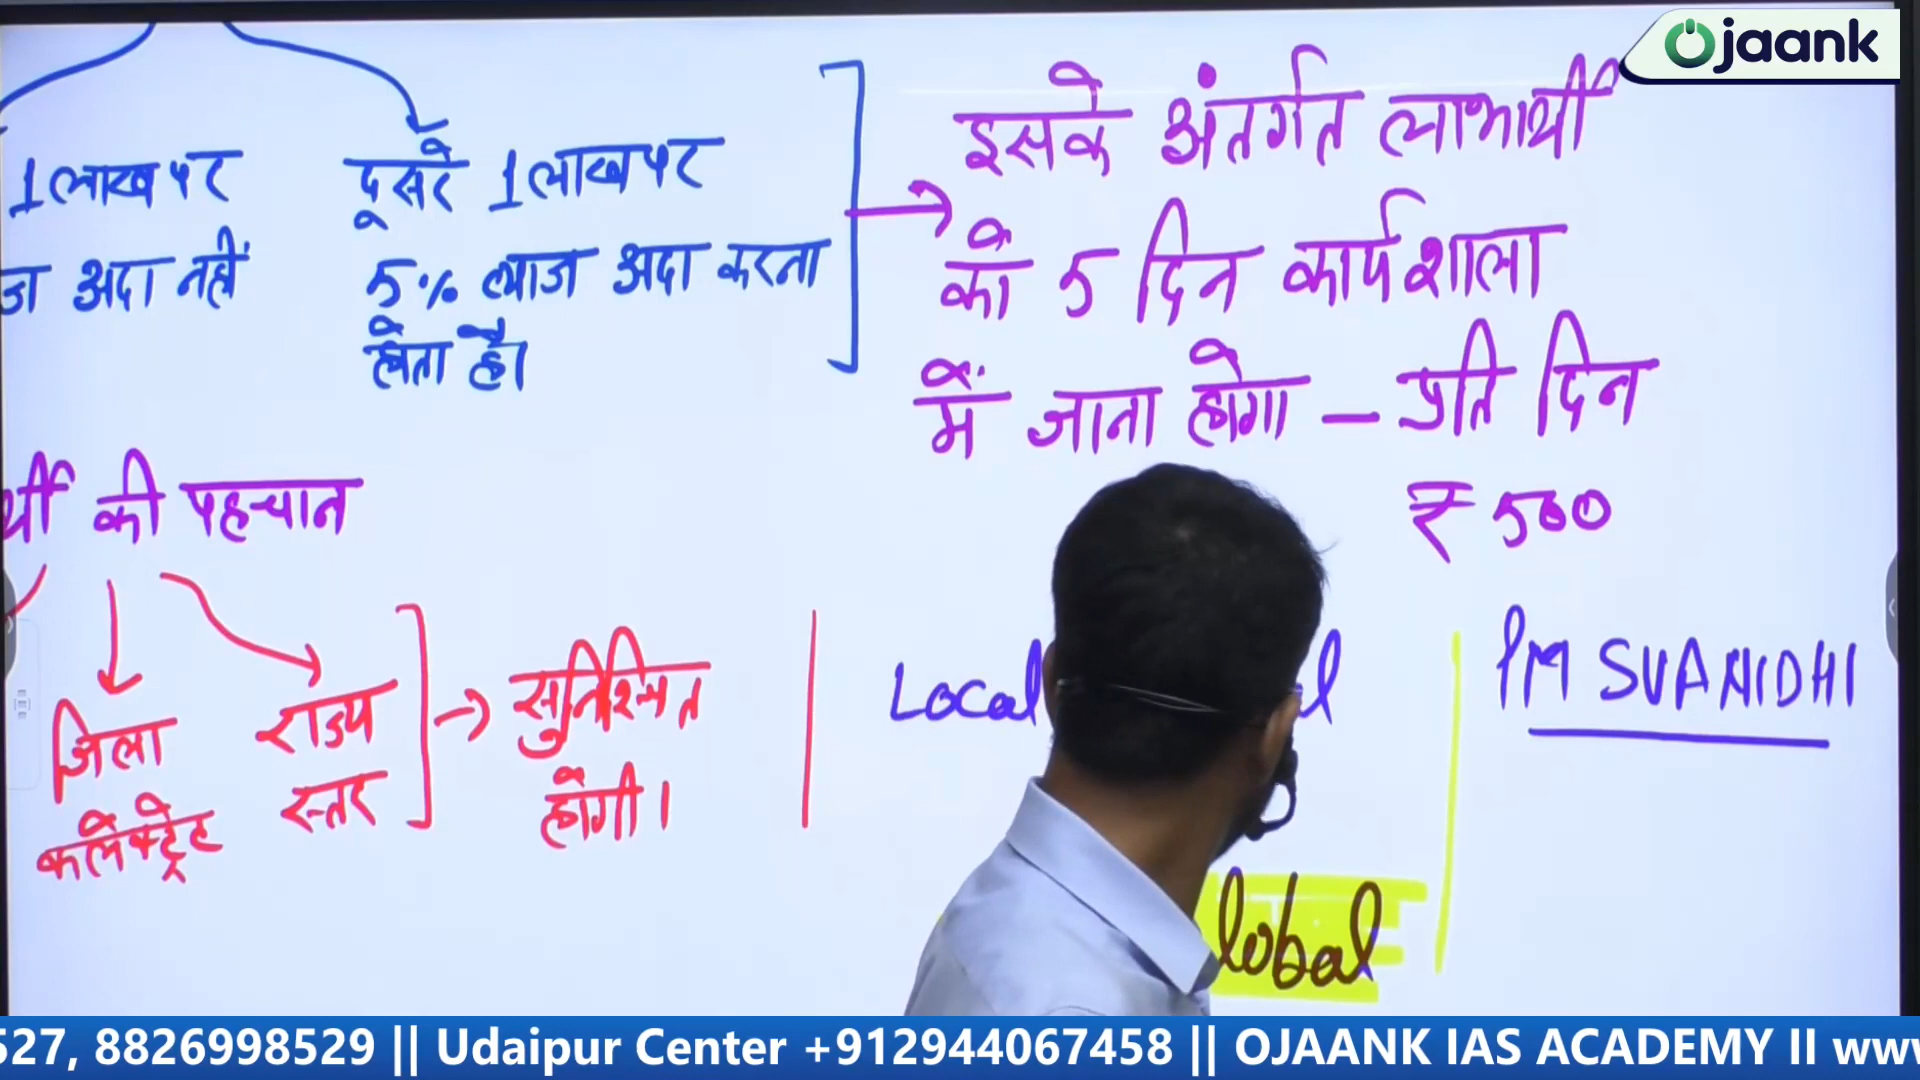 Ojaank
1 लाख पर
ज अदा नहीं
दूसरे 1 लाख पर
5% ब्याज अदा करना
होता है।
इसके अंतर्गत लाभार्थी
को 5 दिन कार्यशाला
में जाना होगा – प्रति दिन
₹ 500
र्थी की पहचान
जिला
कलेक्ट्रेट
राज्य
स्तर
सुनिश्चित
होगी।
Local
lobal
PM SVANIDHI
527, 8826998529 || Udaipur Center +912944067458 || OJAANK IAS ACADEMY II www